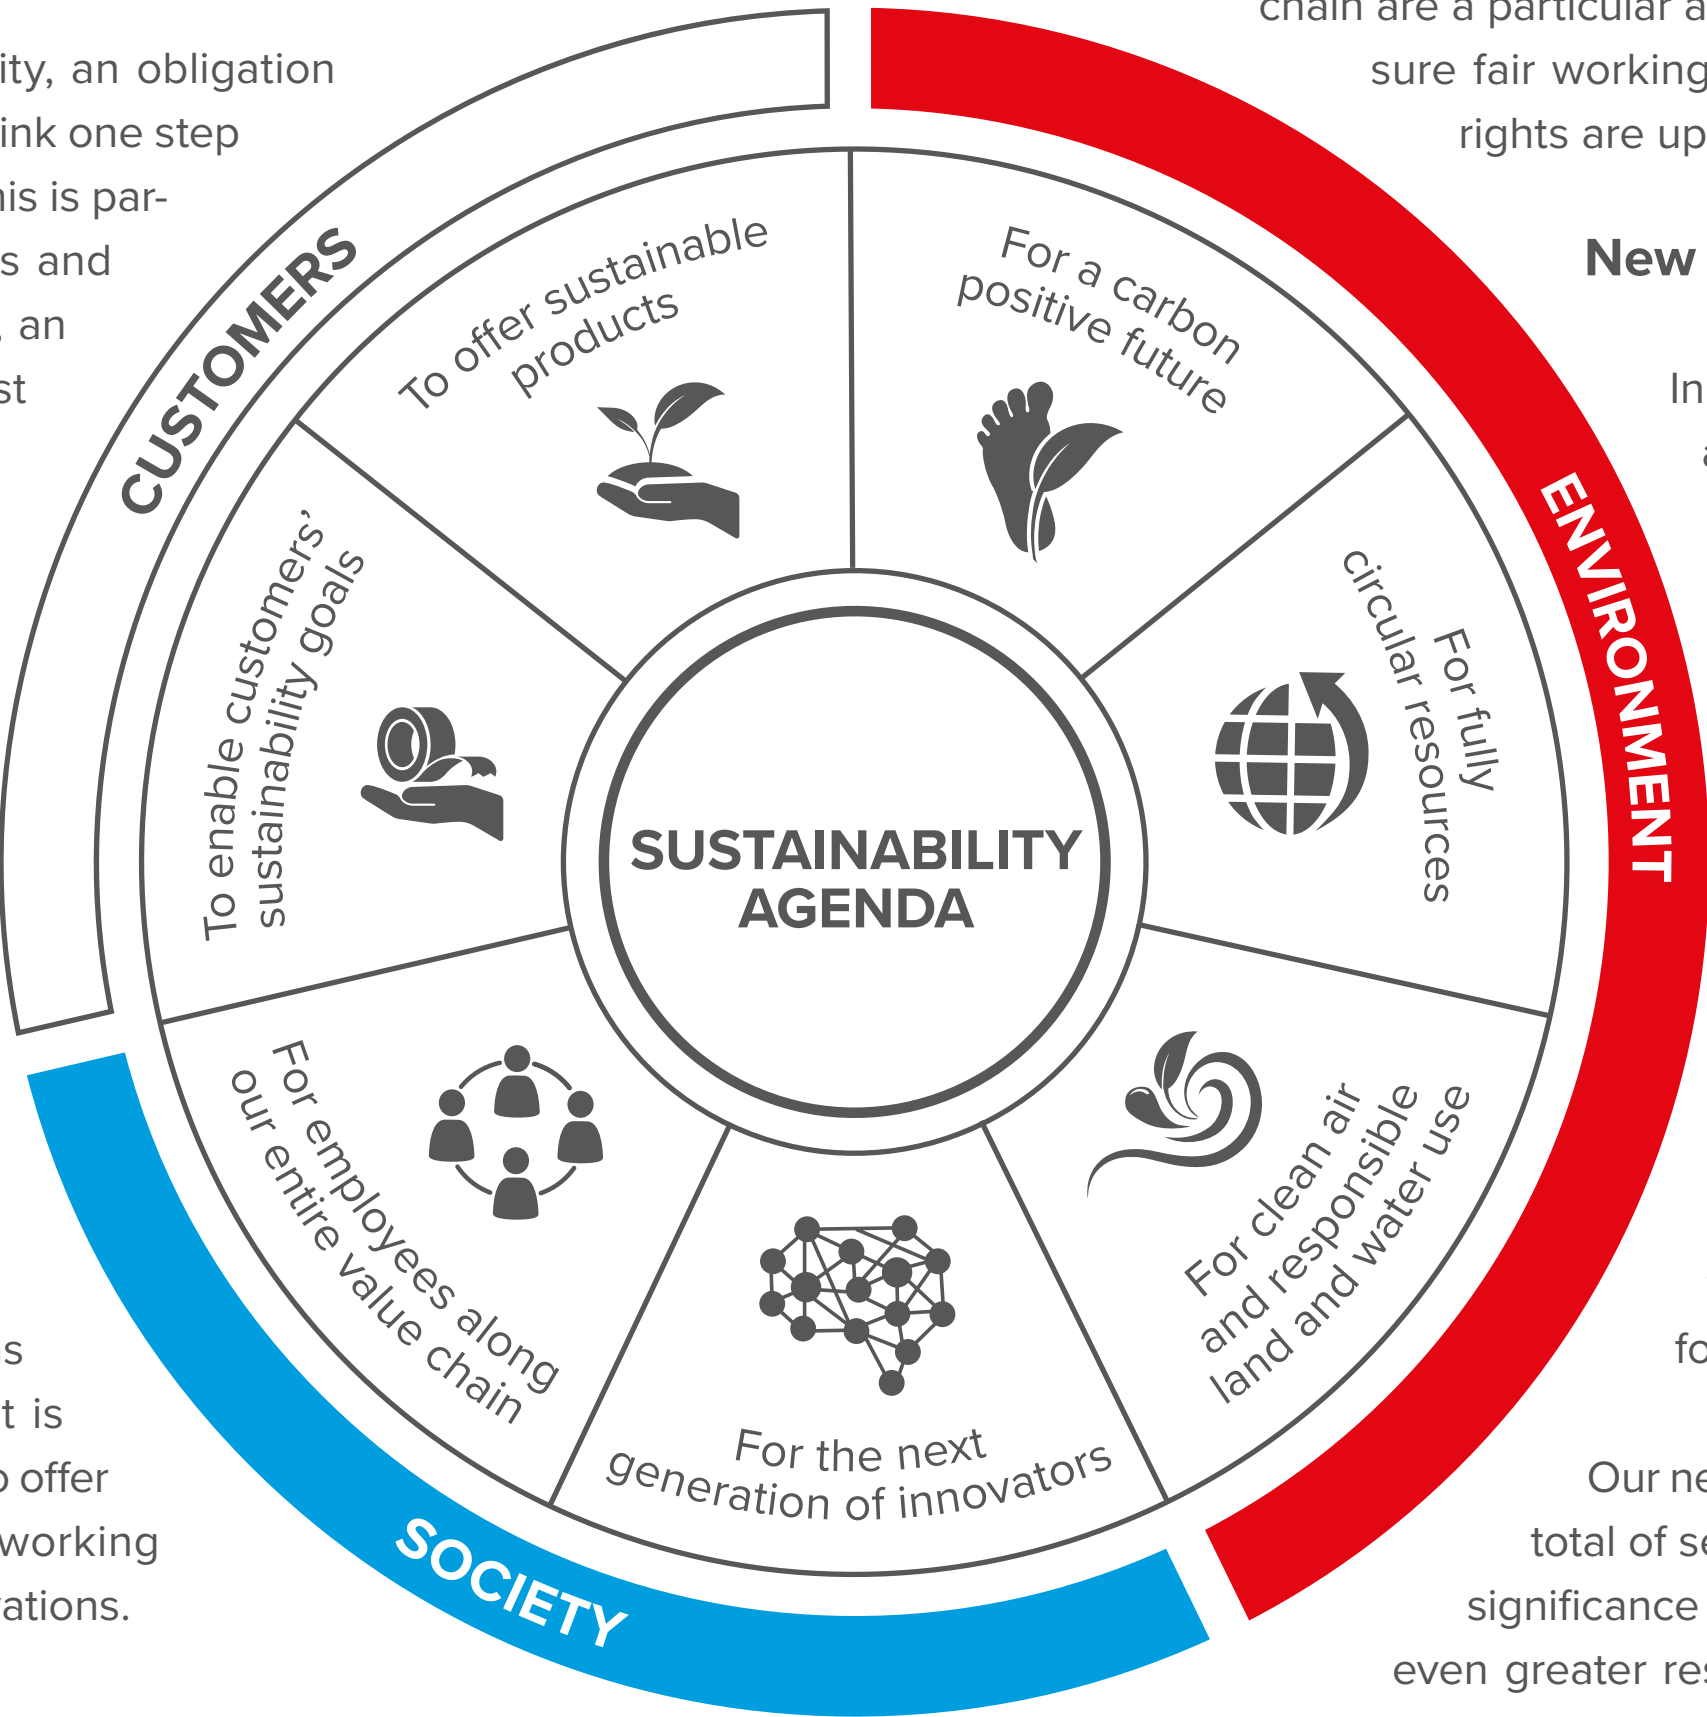 ity, an obligation
ink one step
his is par-
s and
, an
st
chain are a particular a
sure fair working
rights are up
New
In
CUSTOMERS
To offer sustainable
products
For a carbon
positive future
ENVIRONMENT
For fully
circular resources
To enable customers’
sustainability goals
SUSTAINABILITY
AGENDA
For clean air
and responsible
land and water use
For employees along
our entire value chain
For the next
generation of innovators
SOCIETY
s
t is
o offer
working
ations.
fo
Our ne
total of se
significance
even greater res